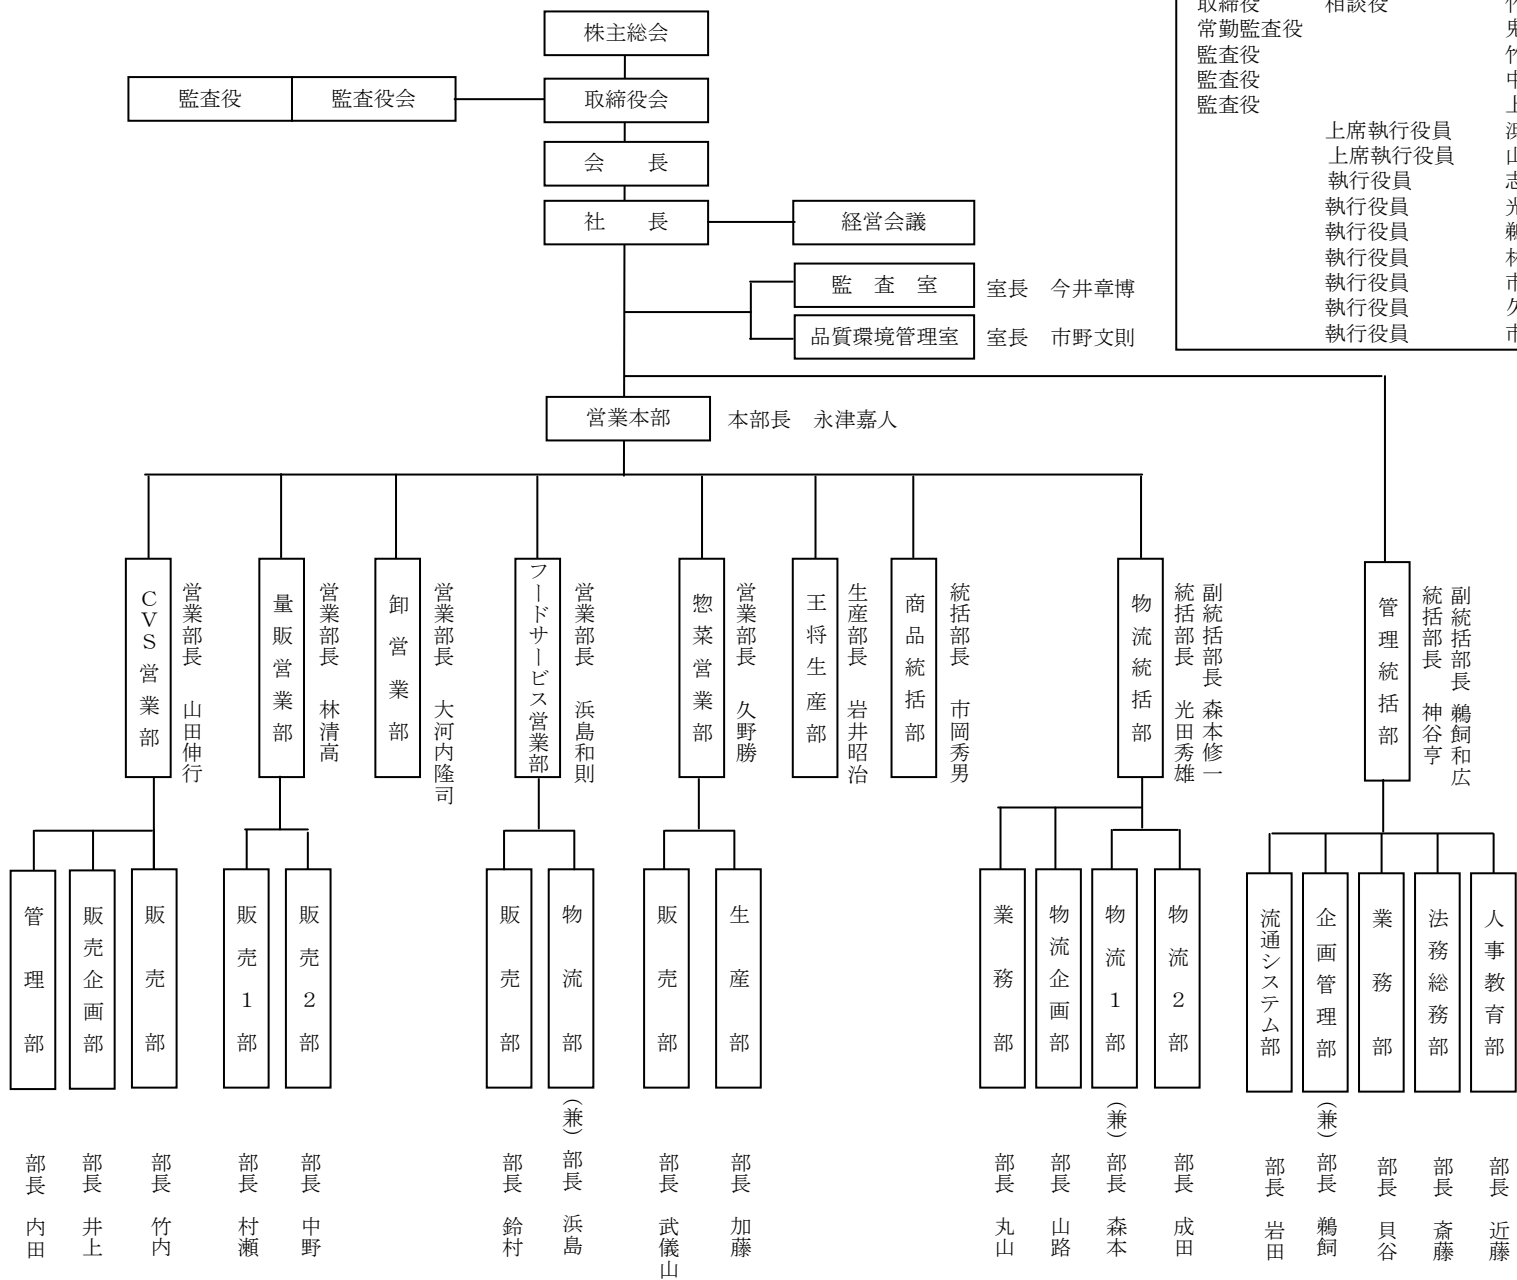 株主総会
監査役 監査役会 取締役会
会　長
社　長 経営会議
監　査　室 室長　今井章博
品質環境管理室 室長　市野文則
取締役 相談役
常勤監査役
監査役
監査役
監査役
上席執行役員
上席執行役員
執行役員
執行役員
執行役員
執行役員
執行役員
執行役員
執行役員
営業本部 本部長　永津嘉人
CVS営業部
営業部長　山田伸行
量販営業部
営業部長　林清高
卸営業部
営業部長　大河内隆司
フードサービス営業部
営業部長　浜島和則
惣菜営業部
営業部長　久野勝
王将生産部
生産部長　岩井昭治
商品統括部
統括部長　市岡秀男
物流統括部
副統括部長　森本修一
統括部長　光田秀雄
管理統括部
副統括部長　鵜飼和広
統括部長　神谷亨
管理部
部長　内田
販売企画部
部長　井上
販売部
部長　竹内
販売1部
部長　村瀬
販売2部
部長　中野
販売部
部長　鈴村
物流部
(兼)部長　浜島
販売部
部長　武儀山
生産部
部長　加藤
業務部
部長　丸山
物流企画部
部長　山路
物流1部
(兼)部長　森本
物流2部
部長　成田
流通システム部
部長　岩田
企画管理部
(兼)部長　鵜飼
業務部
部長　貝谷
法務総務部
部長　斎藤
人事教育部
部長　近藤